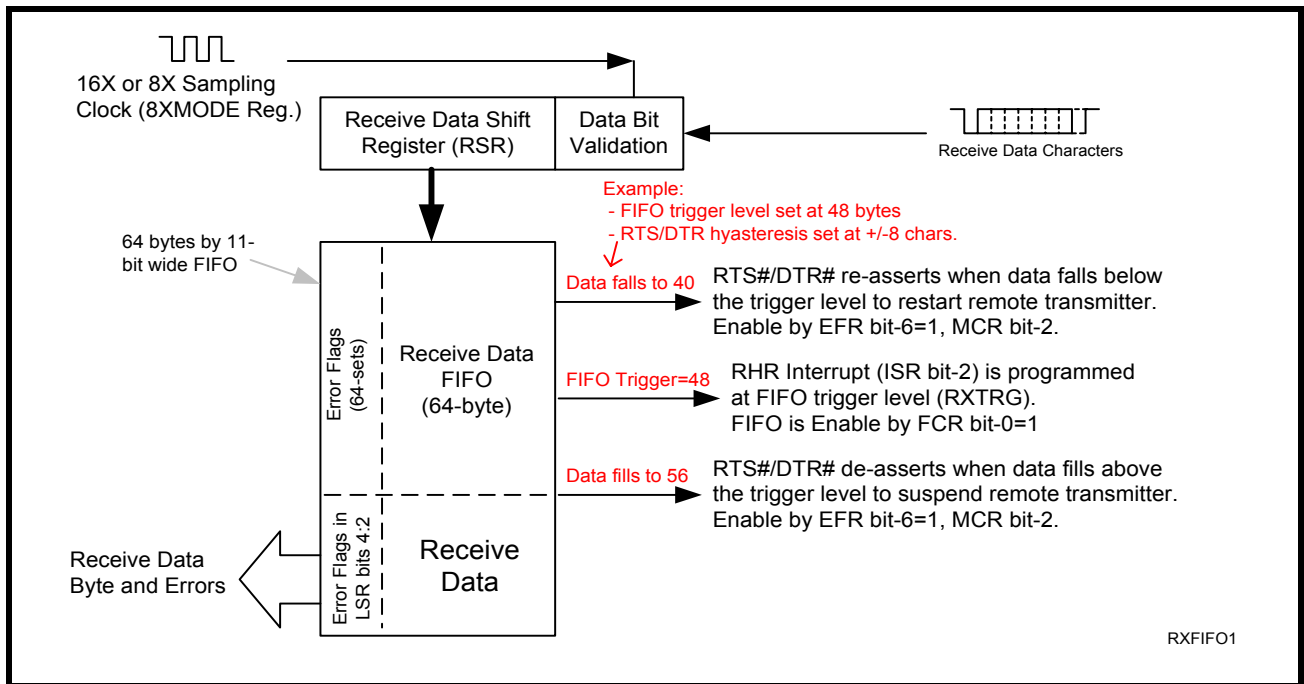 16X or 8X Sampling
Clock (8XMODE Reg.)
Receive Data Shift
Register (RSR)
Data Bit
Validation
Receive Data Characters
Example:
- FIFO trigger level set at 48 bytes
- RTS/DTR hyasteresis set at +/-8 chars.
64 bytes by 11-
bit wide FIFO
Data falls to 40
RTS#/DTR# re-asserts when data falls below
the trigger level to restart remote transmitter.
Enable by EFR bit-6=1, MCR bit-2.
Error Flags
(64-sets)
Receive Data
FIFO
(64-byte)
FIFO Trigger=48
RHR Interrupt (ISR bit-2) is programmed
at FIFO trigger level (RXTRG).
FIFO is Enable by FCR bit-0=1
Data fills to 56
RTS#/DTR# de-asserts when data fills above
the trigger level to suspend remote transmitter.
Enable by EFR bit-6=1, MCR bit-2.
Error Flags in
LSR bits 4:2
Receive
Data
Receive Data
Byte and Errors
RXFIFO1